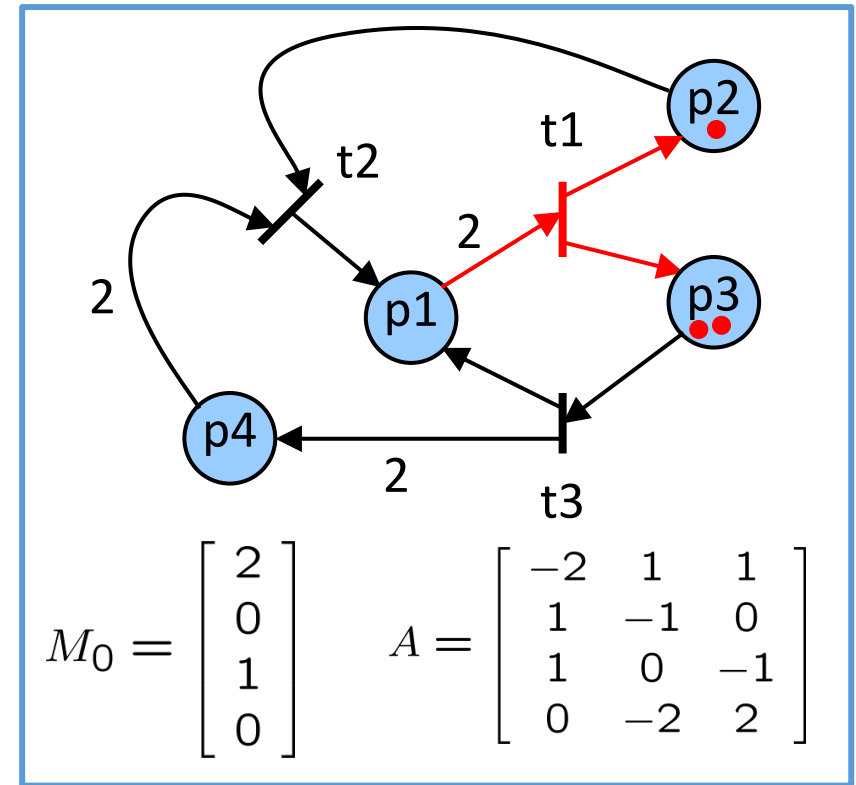 p2
t1
t2
2
p3
2
p1
p4
2
t3
M₀ = [ 2 0 1 0 ]
A = [ −2 1 1
1 −1 0
1 0 −1
0 −2 2 ]